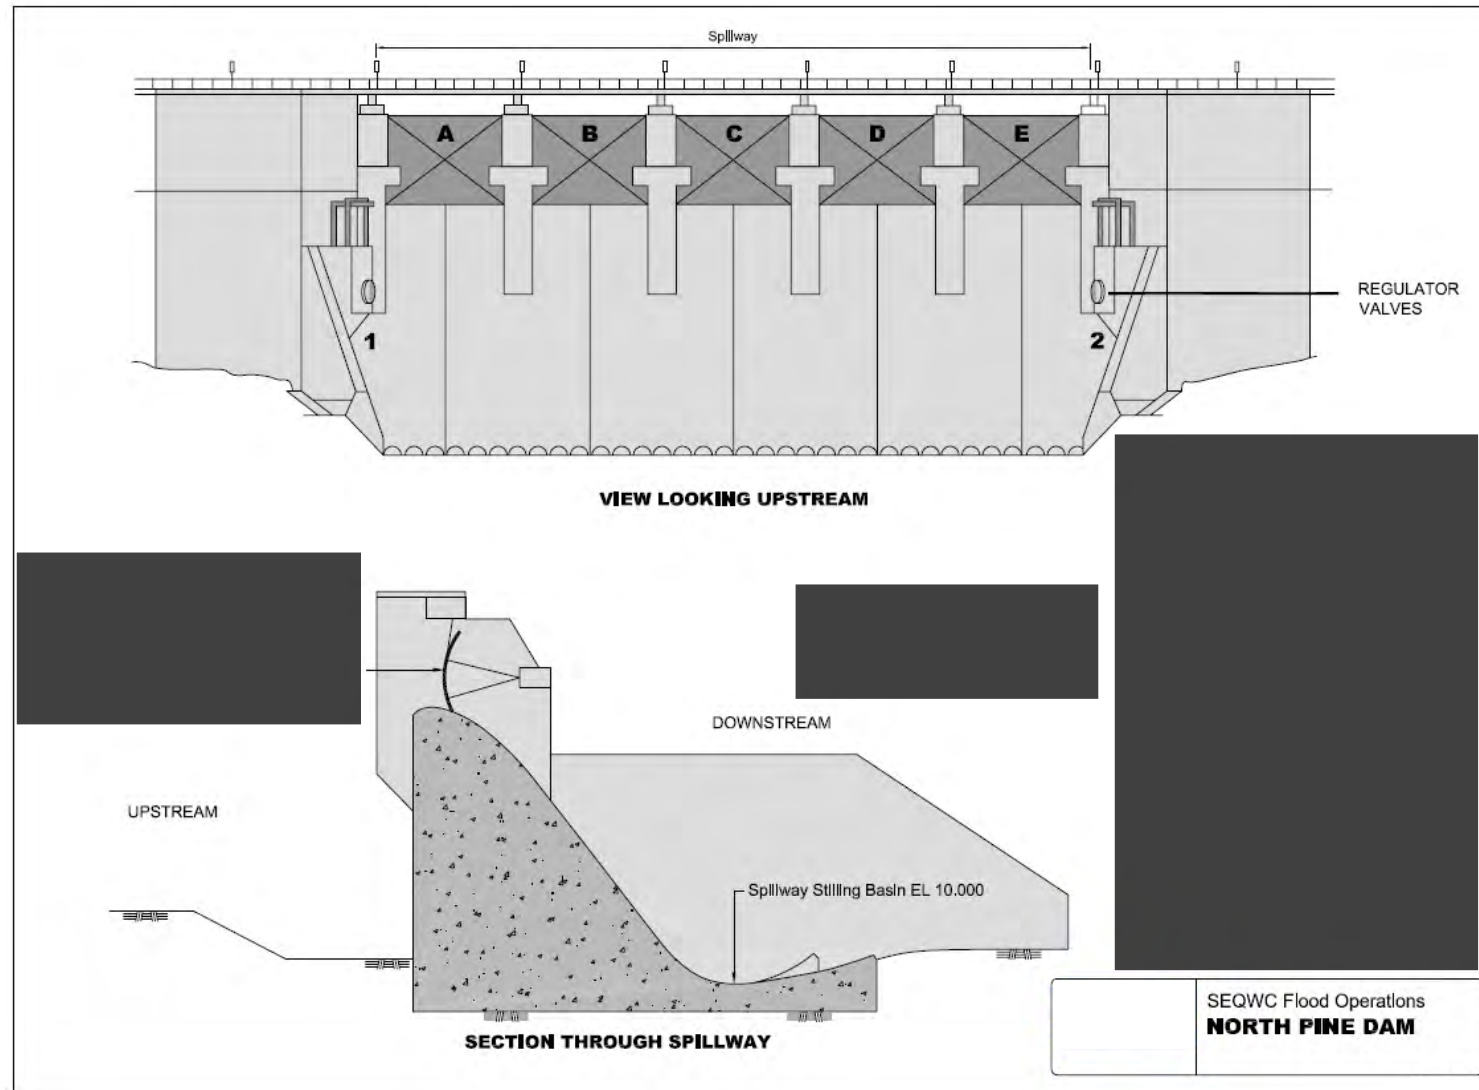 Spillway
A B C D E
REGULATOR
VALVES
1 2
VIEW LOOKING UPSTREAM
DOWNSTREAM
UPSTREAM
Spillway Stilling Basin EL 10.000
SECTION THROUGH SPILLWAY
SEQWC Flood Operations
NORTH PINE DAM